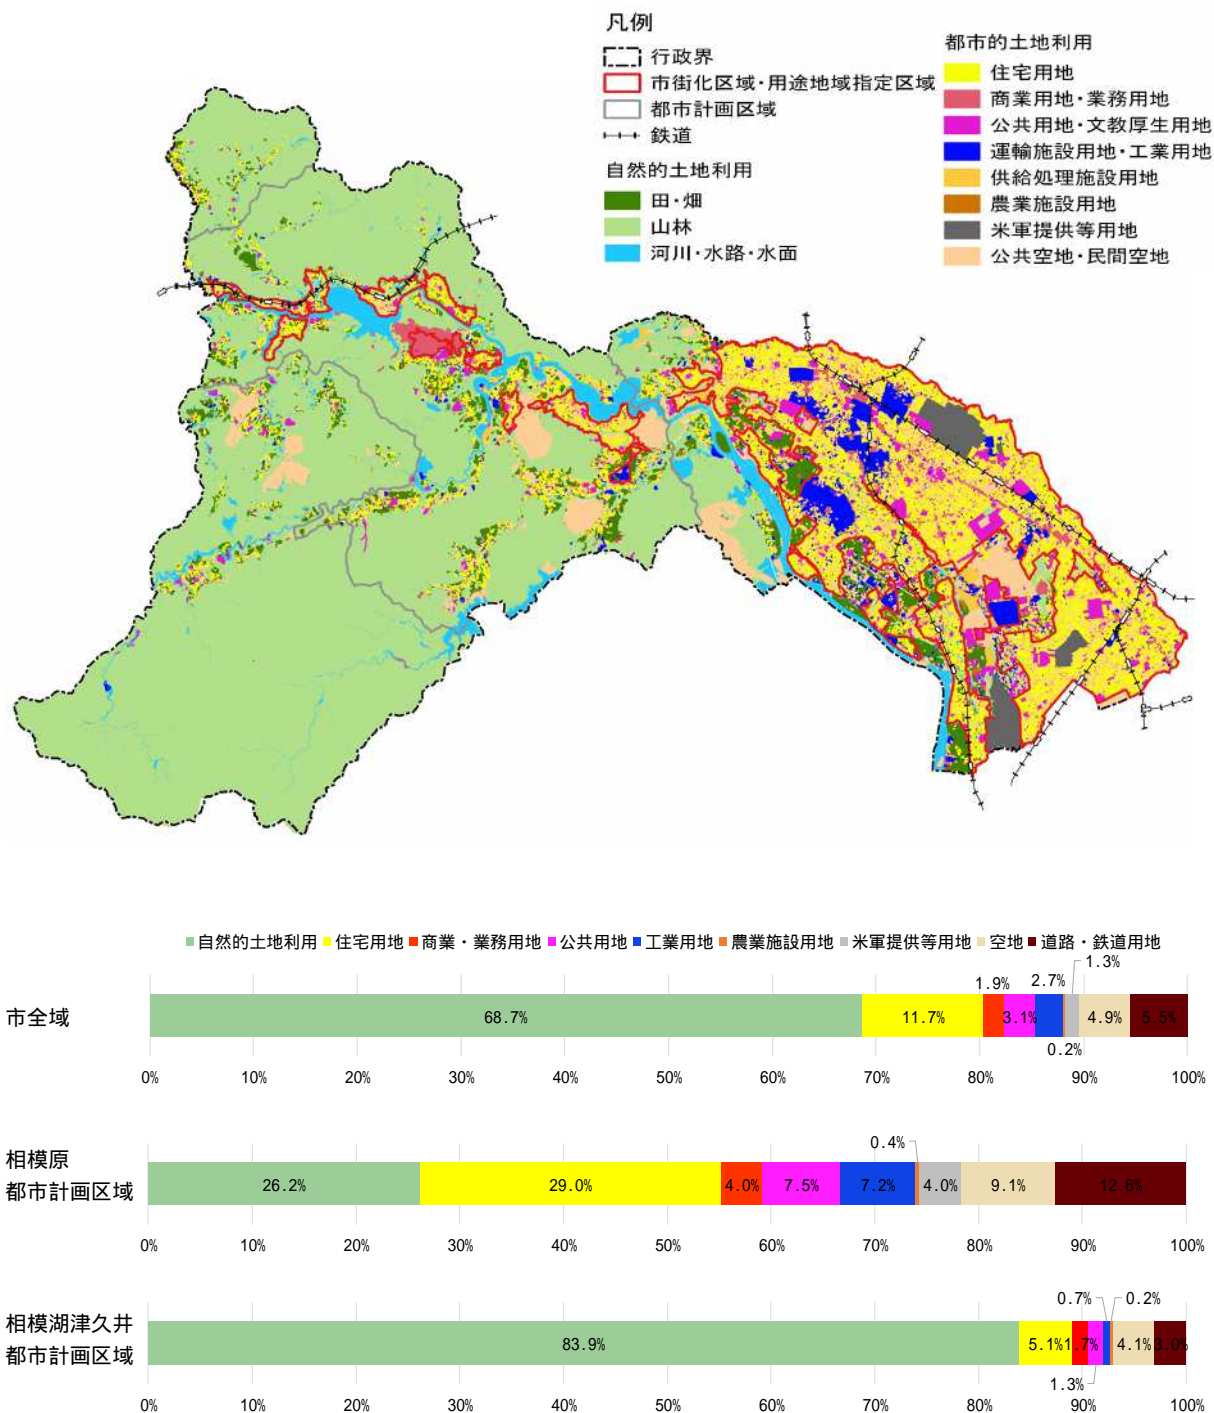 凡例
行政界
市街化区域・用途地域指定区域
都市計画区域
鉄道
自然的土地利用
田・畑
山林
河川・水路・水面
都市的土地利用
住宅用地
商業用地・業務用地
公共用地・文教厚生用地
運輸施設用地・工業用地
供給処理施設用地
農業施設用地
米軍提供等用地
公共空地・民間空地
自然的土地利用 住宅用地 商業・業務用地 公共用地 工業用地 農業施設用地 米軍提供等用地 空地 道路・鉄道用地
市全域
68.7% 11.7% 1.9% 3.1% 2.7% 0.2% 1.3% 4.9% 5.5%
0% 10% 20% 30% 40% 50% 60% 70% 80% 90% 100%
相模原
都市計画区域
26.2% 29.0% 4.0% 7.5% 7.2% 0.4% 4.0% 9.1% 12.6%
0% 10% 20% 30% 40% 50% 60% 70% 80% 90% 100%
相模湖津久井
都市計画区域
83.9% 5.1% 1.7% 1.3% 0.7% 0.2% 4.1% 3.0%
0% 10% 20% 30% 40% 50% 60% 70% 80% 90% 100%